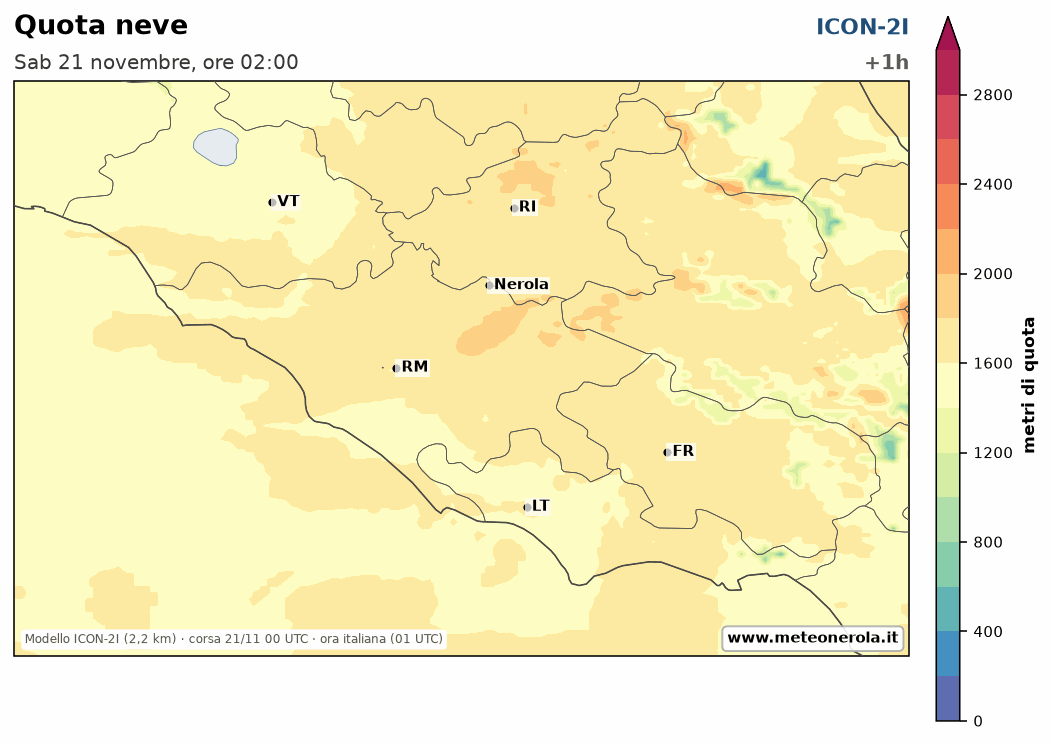 Quota neve
ICON-2I
Sab 21 novembre, ore 02:00
+1h
2800
2400
2000
1600
1200
800
400
0
metri di quota
VT
RI
Nerola
RM
FR
LT
Modello ICON-2I (2,2 km) · corsa 21/11 00 UTC · ora italiana (01 UTC)
www.meteonerola.it